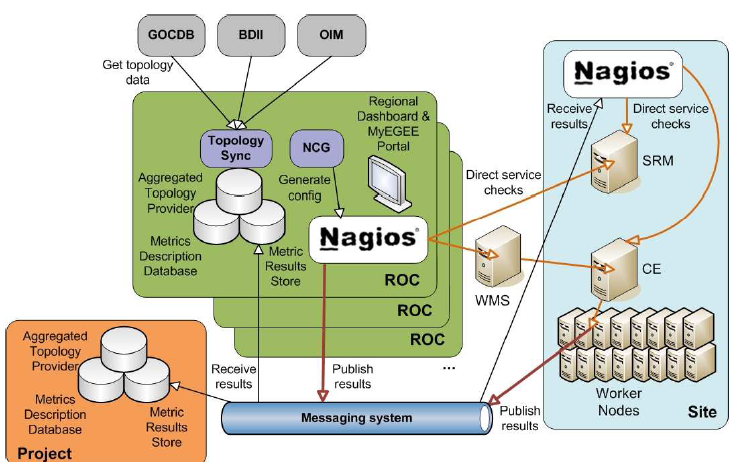 GOCDB
BDII
OIM
Get topology
data
Topology
Sync
NCG
Regional
Dashboard &
MyEGEE
Portal
Aggregated
Topology
Provider
Generate
config
Metrics
Description
Database
Metric
Results
Store
Nagios®
ROC
ROC
ROC
...
Direct service
checks
WMS
Nagios®
Receive
results
Direct service
checks
SRM
CE
Worker
Nodes
Site
Aggregated
Topology
Provider
Metrics
Description
Database
Metric
Results
Store
Project
Receive
results
Publish
results
Messaging system
Publish
results